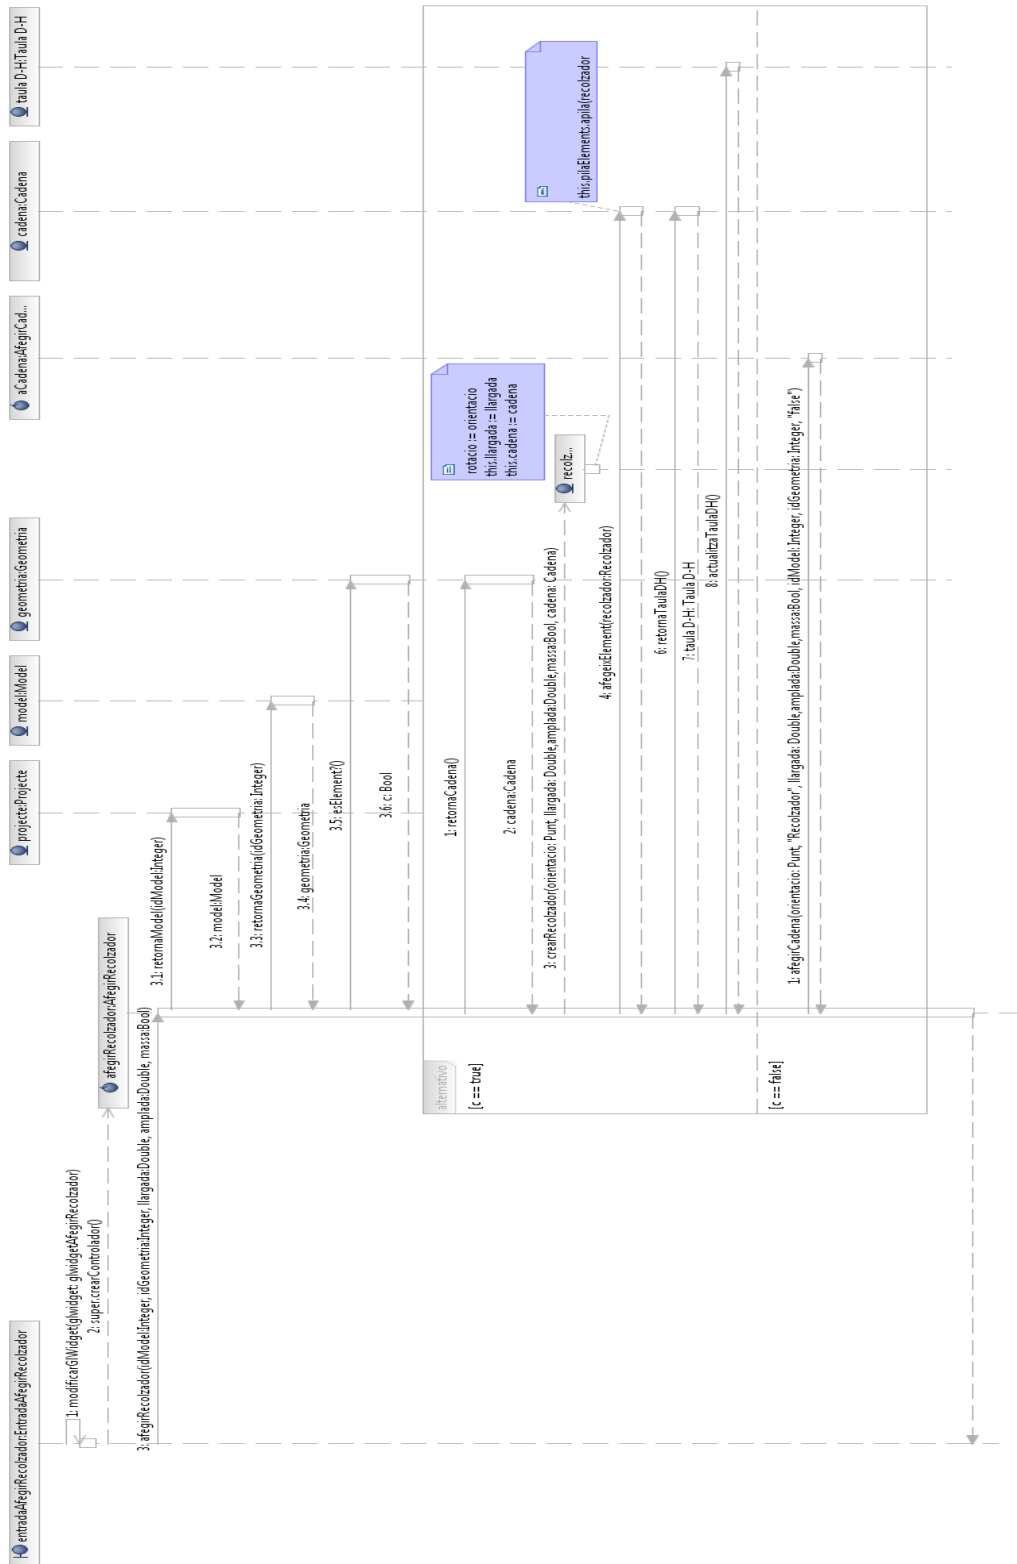 entradaAfegirRecolzador:EntradaAfegirRecolzador
afegirRecolzador:AfegirRecolzador
projecte:Projecte
model:Model
geometria:Geometria
aCadena:AfegirCad...
cadena:Cadena
taula D-H:Taula D-H
1: modificarGlWidget(glwidget: glwidgetAfegirRecolzador)
2: super.crearControlador()
3: afegirRecolzador(idModel:Integer, idGeometria:Integer, llargada:Double, amplada:Double, massa:Bool)
3.1: retornaModel(idModel:Integer)
3.2: model:Model
3.3: retornaGeometria(idGeometria:Integer)
3.4: geometria:Geometria
3.5: esElement?()
3.6: c: Bool
alternativo
[c == true]
1: retornaCadena()
2: cadena:Cadena
rotacio := orientacio
this.llargada := llargada
this.cadena := cadena
3: crearRecolzador(orientacio: Punt, llargada: Double,amplada:Double,massa:Bool, cadena: Cadena)
recolz...
this.pilaElements.apila(recolzador
4: afegeixElement(recolzador:Recolzador)
6: retornaTaulaDH()
7: taula D-H: Taula D-H
8: actualitzaTaulaDH()
[c == false]
1: afegirCadena(orientacio: Punt, "Recolzador", llargada: Double,amplada:Double,massa:Bool, idModel: Integer, idGeometria: Integer, "false")